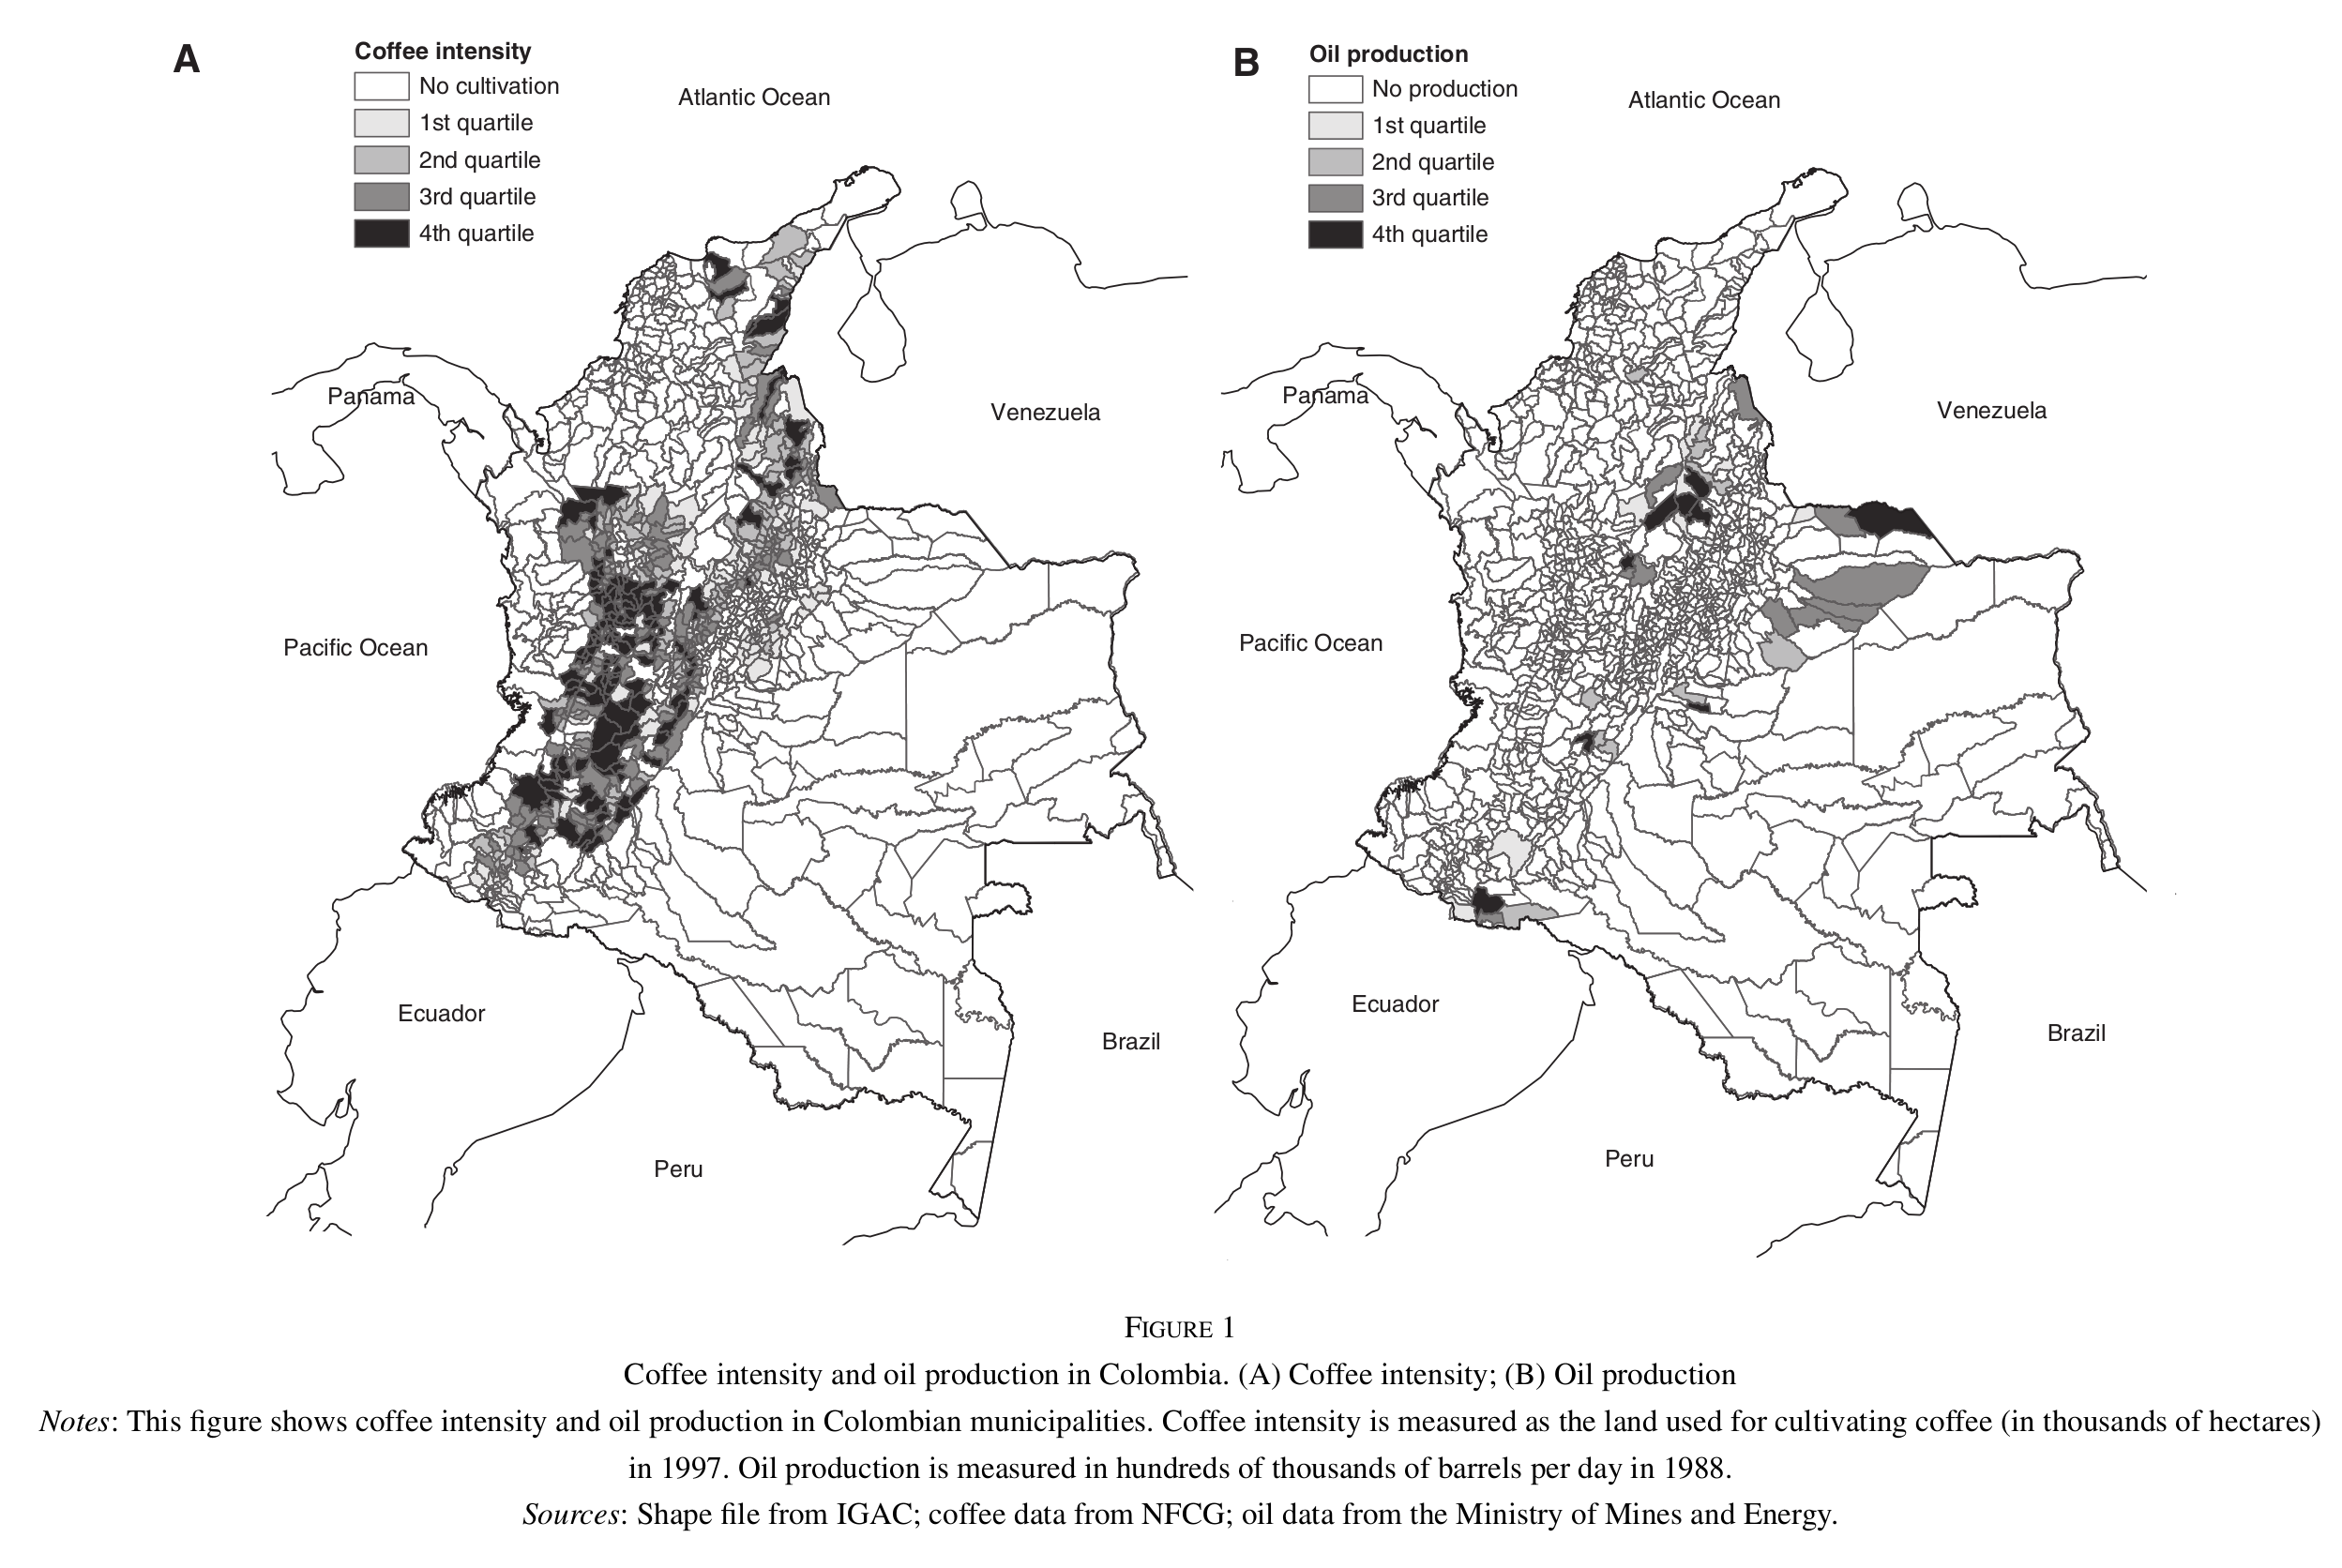 A
Coffee intensity
No cultivation
1st quartile
2nd quartile
3rd quartile
4th quartile
Atlantic Ocean
Panama
Venezuela
Pacific Ocean
Ecuador
Brazil
Peru
B
Oil production
No production
1st quartile
2nd quartile
3rd quartile
4th quartile
Atlantic Ocean
Panama
Venezuela
Pacific Ocean
Ecuador
Brazil
Peru
FIGURE 1
Coffee intensity and oil production in Colombia. (A) Coffee intensity; (B) Oil production
Notes: This figure shows coffee intensity and oil production in Colombian municipalities. Coffee intensity is measured as the land used for cultivating coffee (in thousands of hectares)
in 1997. Oil production is measured in hundreds of thousands of barrels per day in 1988.
Sources: Shape file from IGAC; coffee data from NFCG; oil data from the Ministry of Mines and Energy.